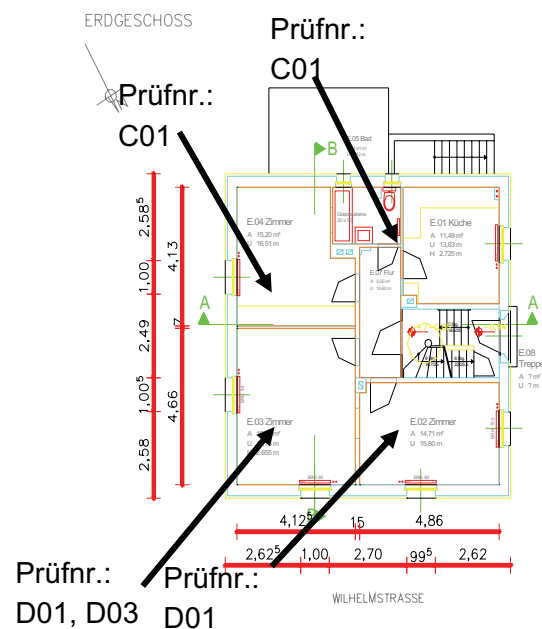 ERDGESCHOSS
Prüfnr.:
C01
Prüfnr.:
C01
B
E.05 Bad
E.04 Zimmer
A 15,20 m²
U 16,51 m
Glasbausteine
E.01 Küche
A 11,49 m²
U 13,63 m
H 2.725 m
E.07 Flur
A
A
E.08
Treppe
A ? m²
U ? m
E.03 Zimmer
E.02 Zimmer
A 14,71 m²
U 15,80 m
2,58⁵
1,00
2,49
1,00⁵
2,58
4,13
7
4,66
4,12⁵ 15 4,86
2,62⁵ 1,00 2,70 99⁵ 2,62
Prüfnr.:
D01, D03
Prüfnr.:
D01
WILHELMSTRASSE